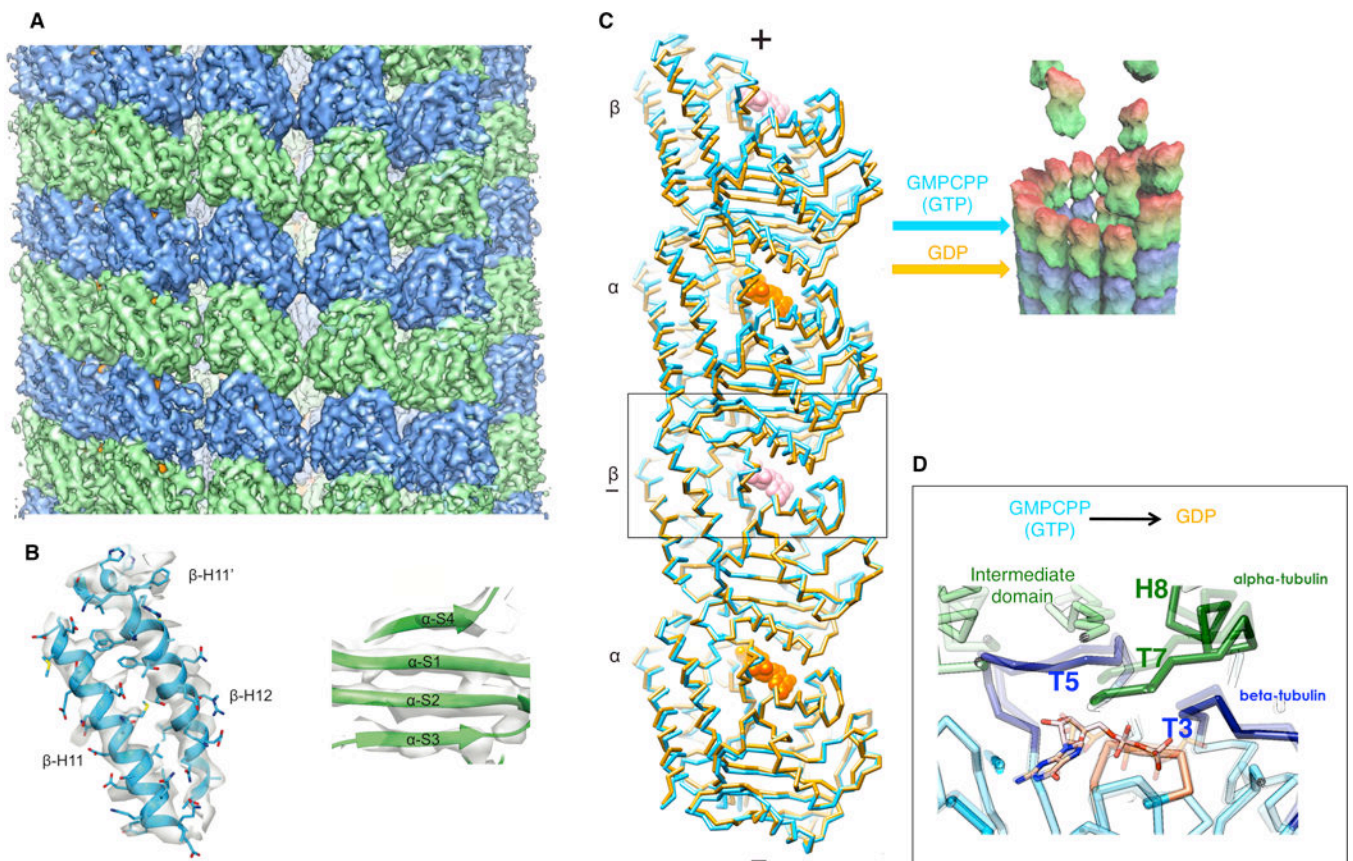 A
B
β-H11'
β-H12
β-H11
α-S4
α-S1
α-S2
α-S3
C
+
β
α
β
α
–
–
GMPCPP
(GTP)
GDP
D
GMPCPP
(GTP)
GDP
Intermediate
domain
H8
alpha-tubulin
T7
T5
beta-tubulin
T3